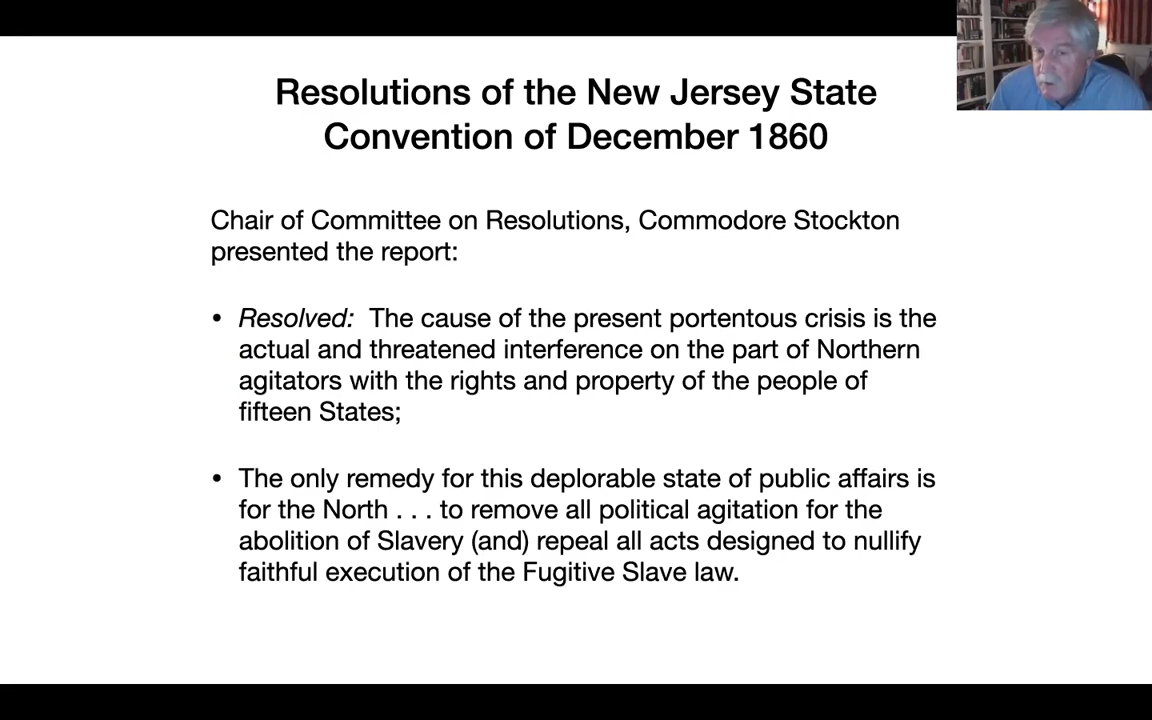 Resolutions of the New Jersey State
Convention of December 1860
Chair of Committee on Resolutions, Commodore Stockton
presented the report:
• Resolved:  The cause of the present portentous crisis is the
actual and threatened interference on the part of Northern
agitators with the rights and property of the people of
fifteen States;
• The only remedy for this deplorable state of public affairs is
for the North . . . to remove all political agitation for the
abolition of Slavery (and) repeal all acts designed to nullify
faithful execution of the Fugitive Slave law.